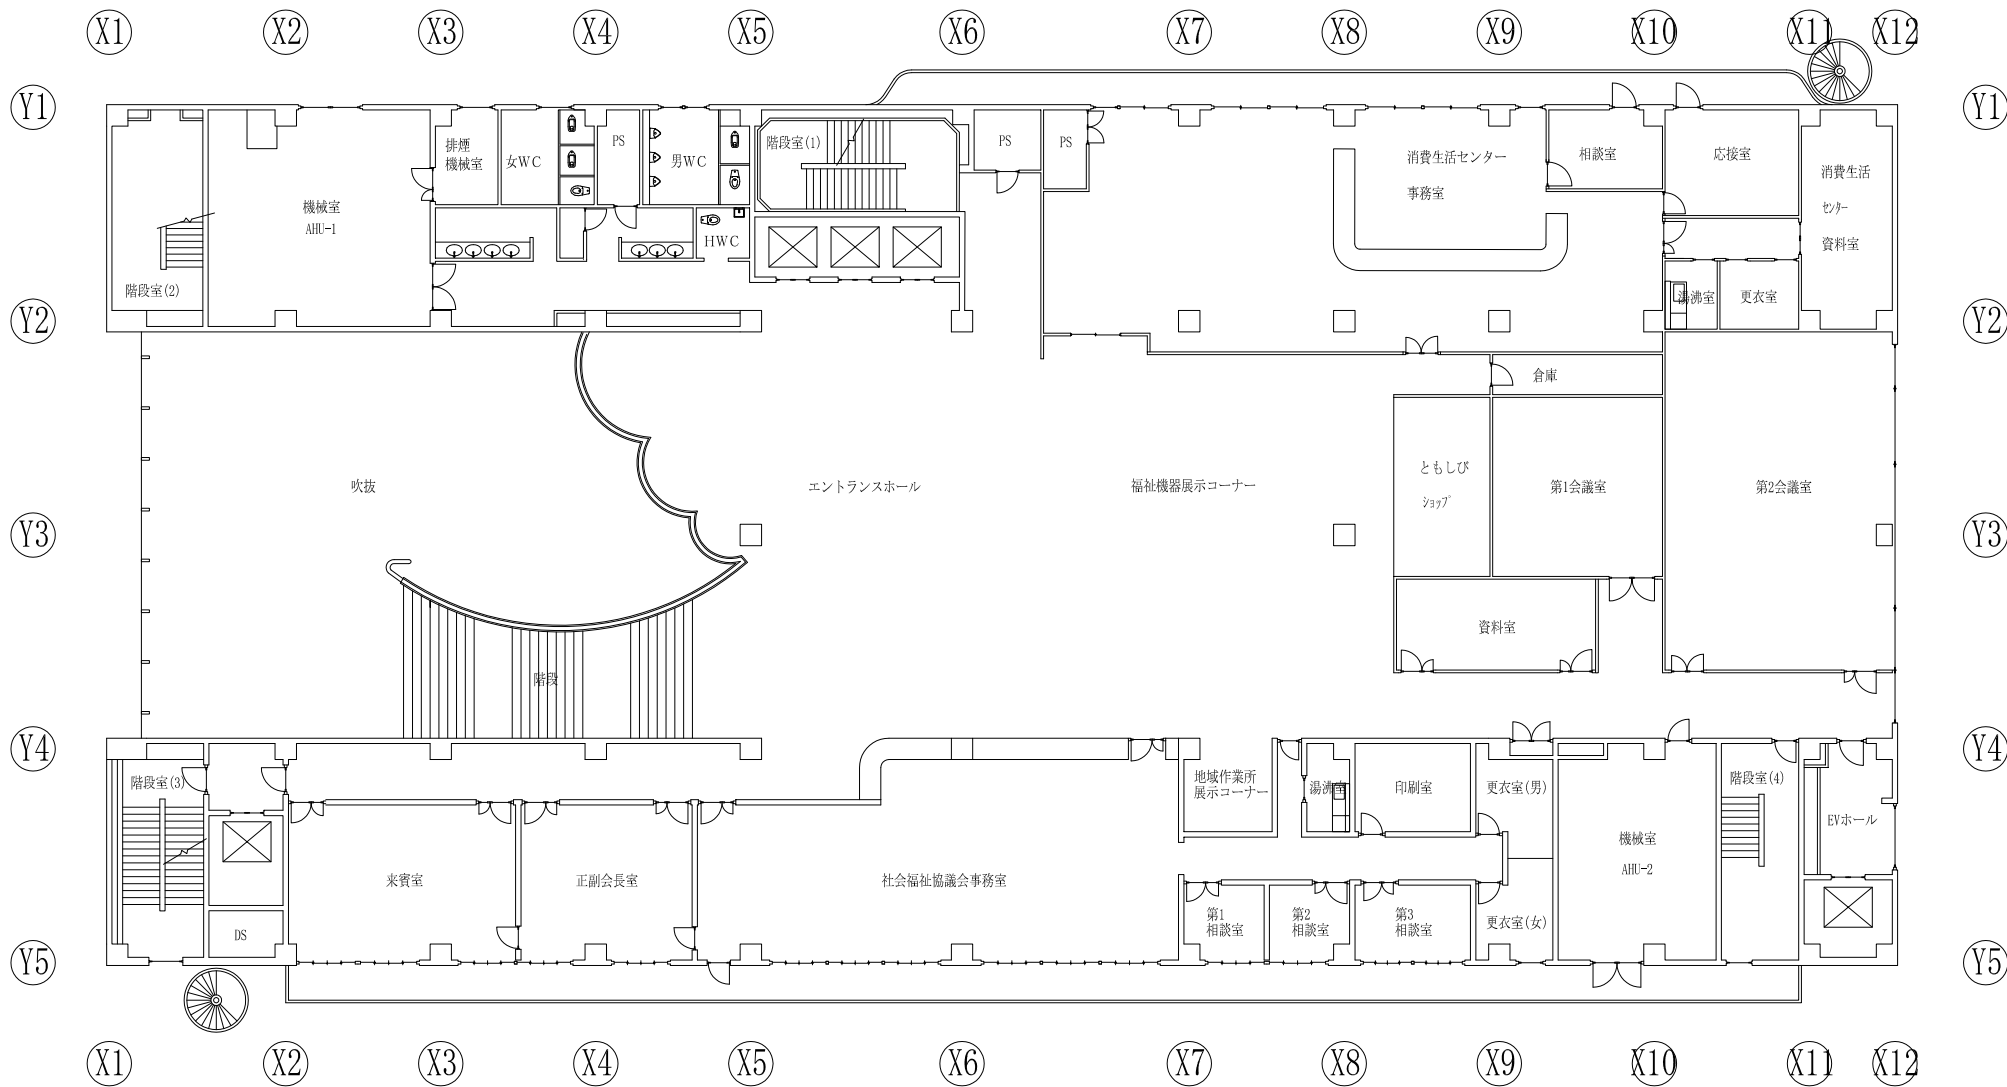 X1
X2
X3
X4
X5
X6
X7
X8
X9
X10
X11
X12
Y1
Y1
階段室(1)
PS
PS
PS
排煙
機械室
女WC
男WC
消費生活センター
事務室
相談室
応接室
消費生活
センター
資料室
機械室
AHU-1
HWC
階段室(2)
湯沸室
更衣室
Y2
Y2
倉庫
吹抜
エントランスホール
福祉機器展示コーナー
ともしび
ショップ
第1会議室
第2会議室
Y3
Y3
資料室
階段
Y4
Y4
階段室(3)
地域作業所
展示コーナー
湯沸室
印刷室
更衣室(男)
階段室(4)
EVホール
機械室
AHU-2
来賓室
正副会長室
社会福祉協議会事務室
第1
相談室
第2
相談室
第3
相談室
更衣室(女)
DS
Y5
Y5
X1
X2
X3
X4
X5
X6
X7
X8
X9
X10
X11
X12